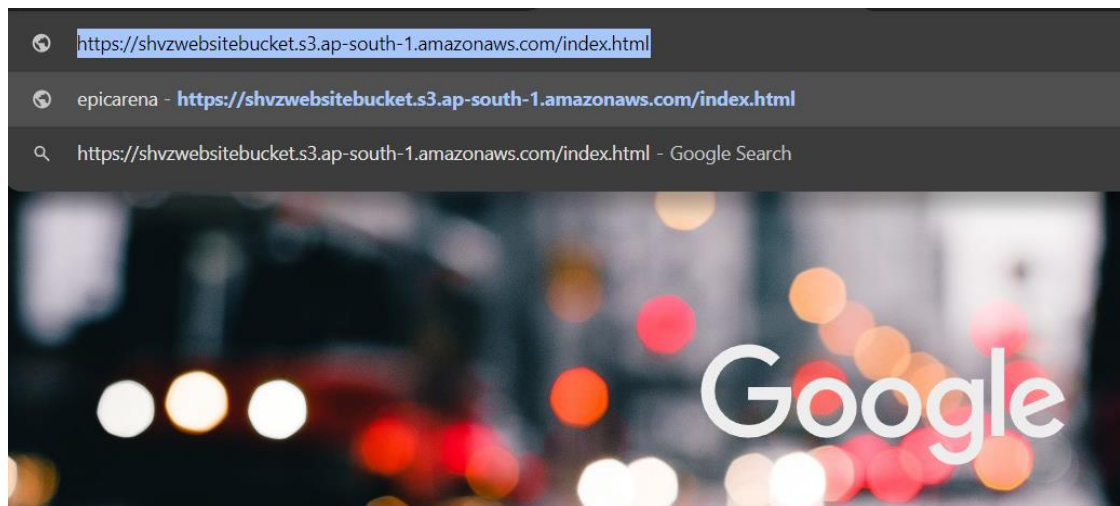 https://shvzwebsitebucket.s3.ap-south-1.amazonaws.com/index.html
epicarena - https://shvzwebsitebucket.s3.ap-south-1.amazonaws.com/index.html
https://shvzwebsitebucket.s3.ap-south-1.amazonaws.com/index.html - Google Search
Google